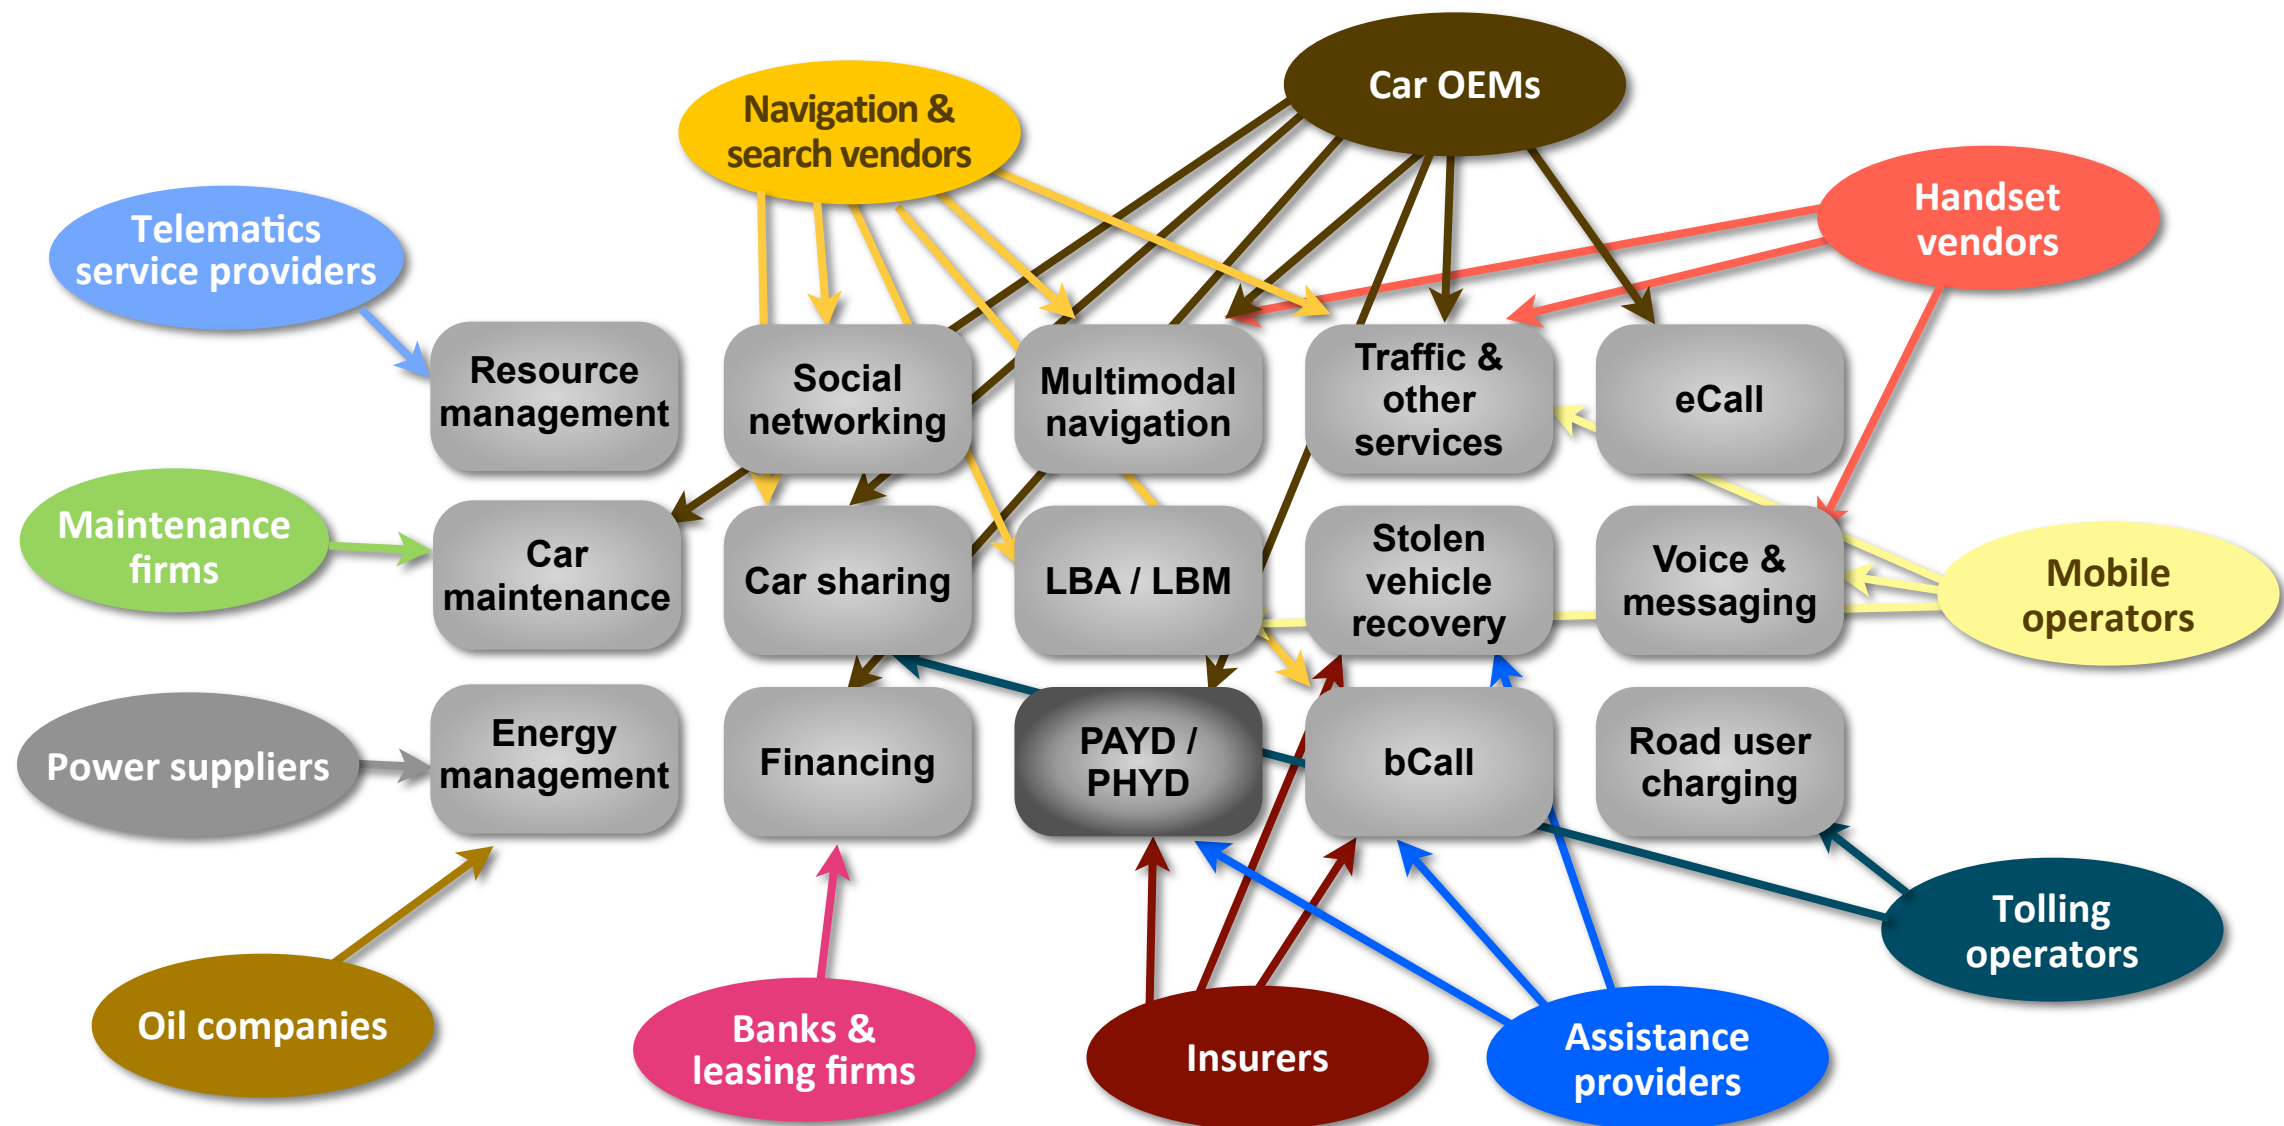 Car OEMs
Navigation &
search vendors
Handset
vendors
Telematics
service providers
Resource
management
Social
networking
Multimodal
navigation
Traffic &
other
services
eCall
Maintenance
firms
Car
maintenance
Car sharing
LBA / LBM
Stolen
vehicle
recovery
Voice &
messaging
Mobile
operators
Power suppliers
Energy
management
Financing
PAYD /
PHYD
bCall
Road user
charging
Tolling
operators
Oil companies
Banks &
leasing firms
Insurers
Assistance
providers